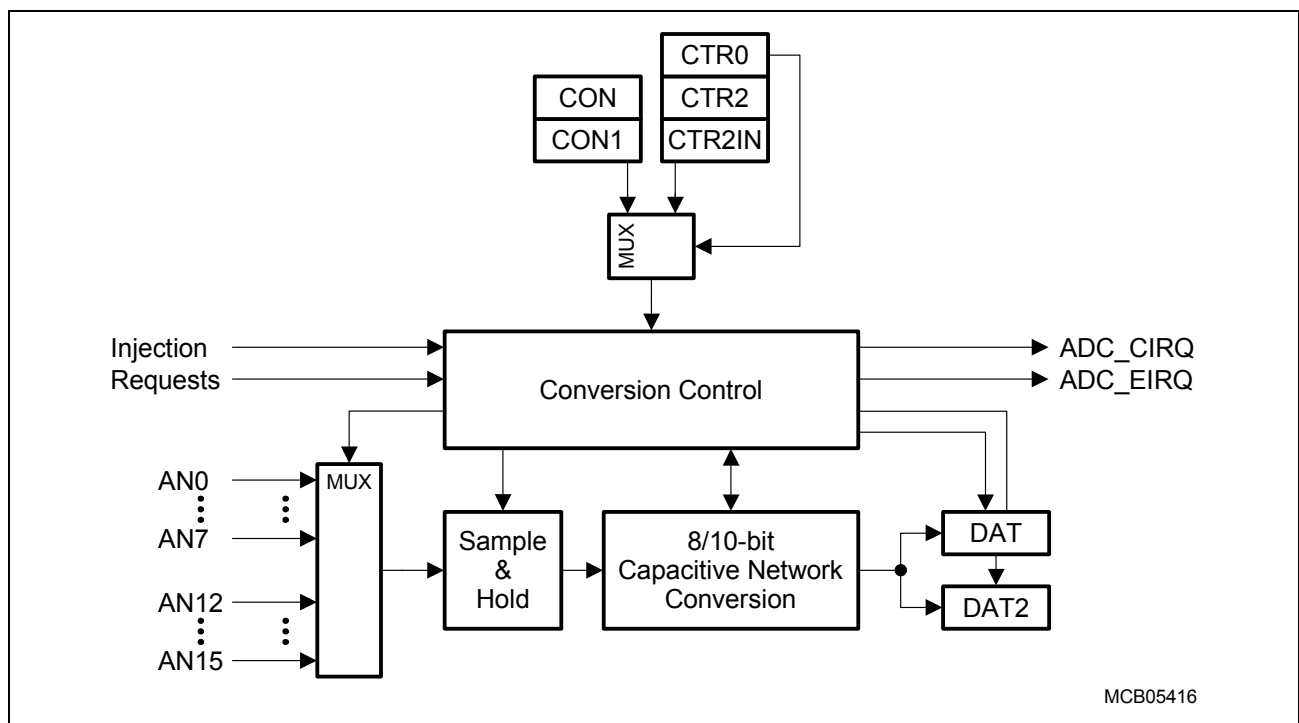 CTR0
CON
CTR2
CON1
CTR2IN
MUX
Injection
Requests
Conversion Control
ADC_CIRQ
ADC_EIRQ
AN0
AN7
AN12
AN15
MUX
Sample
&
Hold
8/10-bit
Capacitive Network
Conversion
DAT
DAT2
MCB05416